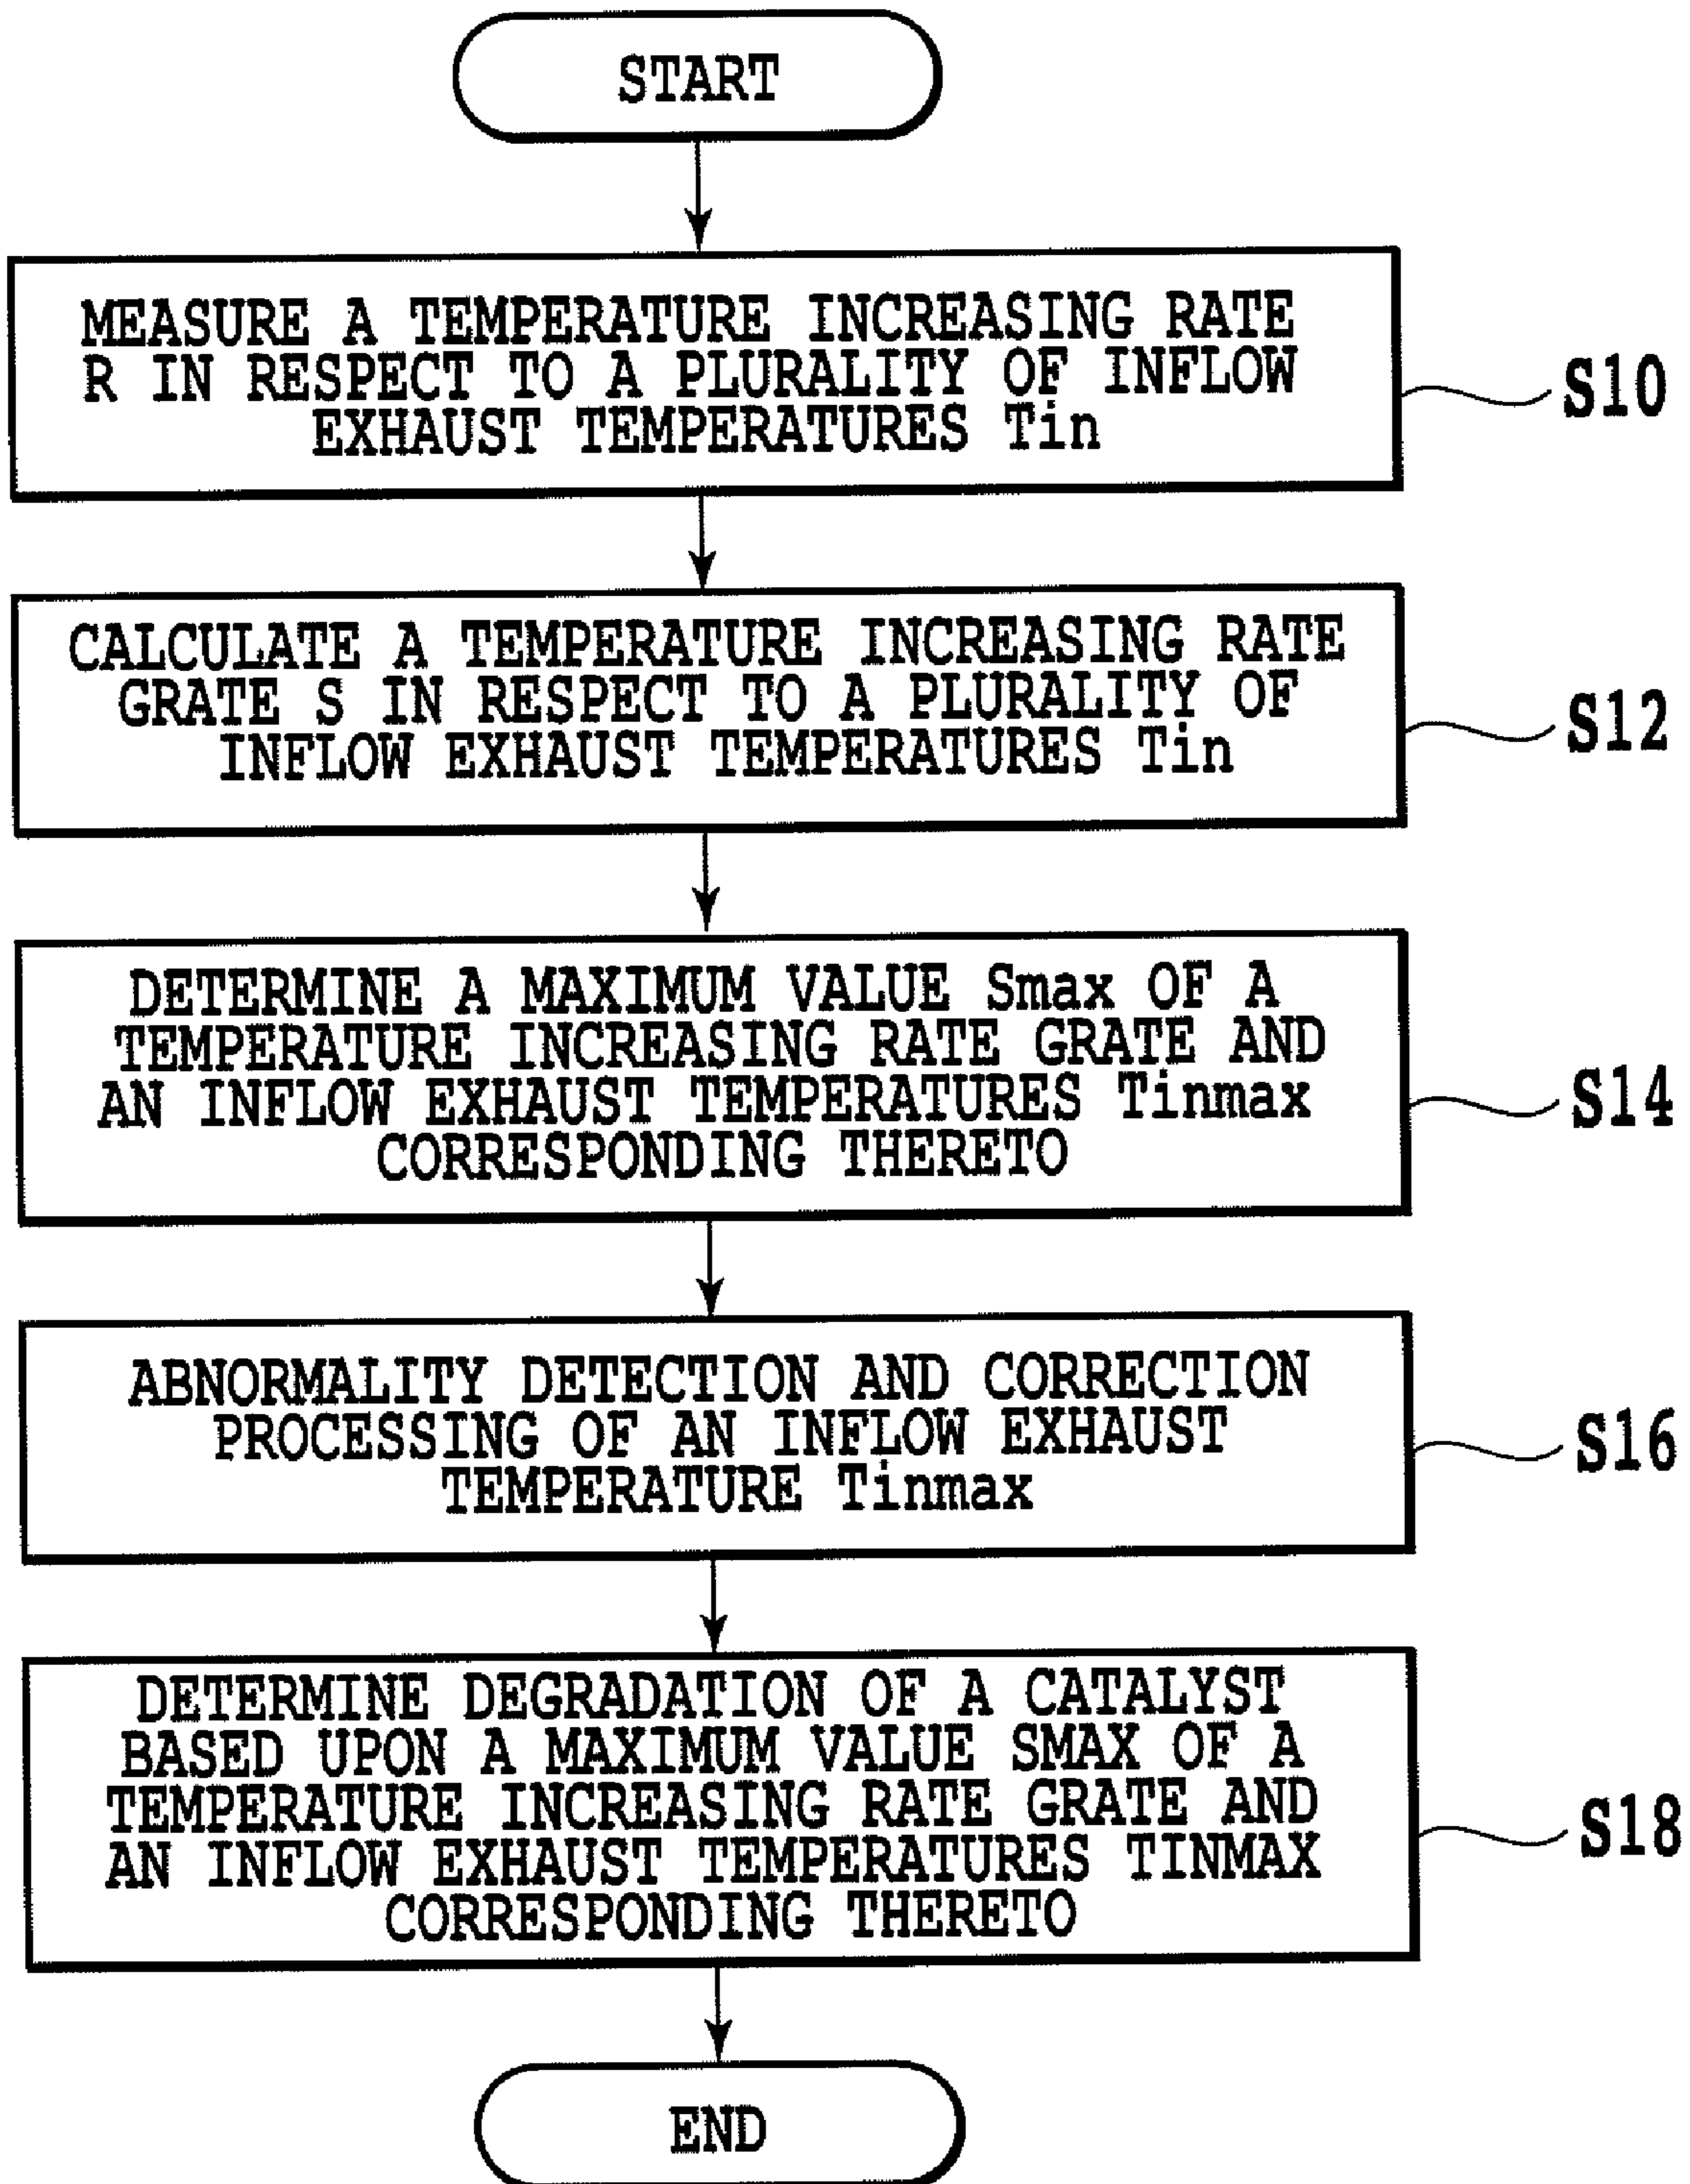 START
MEASURE A TEMPERATURE INCREASING RATE
R IN RESPECT TO A PLURALITY OF INFLOW
EXHAUST TEMPERATURES Tin
S10
CALCULATE A TEMPERATURE INCREASING RATE
GRATE S IN RESPECT TO A PLURALITY OF
INFLOW EXHAUST TEMPERATURES Tin
S12
DETERMINE A MAXIMUM VALUE Smax OF A
TEMPERATURE INCREASING RATE GRATE AND
AN INFLOW EXHAUST TEMPERATURES Tinmax
CORRESPONDING THERETO
S14
ABNORMALITY DETECTION AND CORRECTION
PROCESSING OF AN INFLOW EXHAUST
TEMPERATURE Tinmax
S16
DETERMINE DEGRADATION OF A CATALYST
BASED UPON A MAXIMUM VALUE SMAX OF A
TEMPERATURE INCREASING RATE GRATE AND
AN INFLOW EXHAUST TEMPERATURES TINMAX
CORRESPONDING THERETO
S18
END